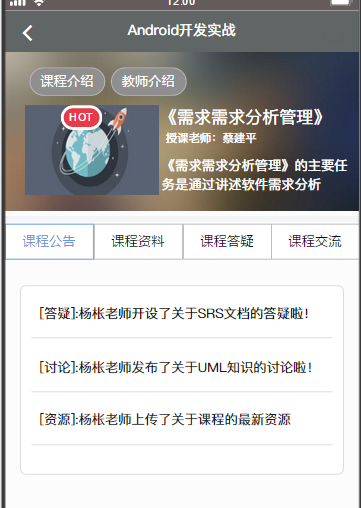 12:00
Android开发实战
课程介绍 教师介绍
HOT
《需求需求分析管理》
授课老师：蔡建平
《需求需求分析管理》的主要任
务是通过讲述软件需求分析
课程公告 课程资料 课程答疑 课程交流
[答疑]:杨枨老师开设了关于SRS文档的答疑啦！
[讨论]:杨枨老师发布了关于UML知识的讨论啦！
[资源]:杨枨老师上传了关于课程的最新资源